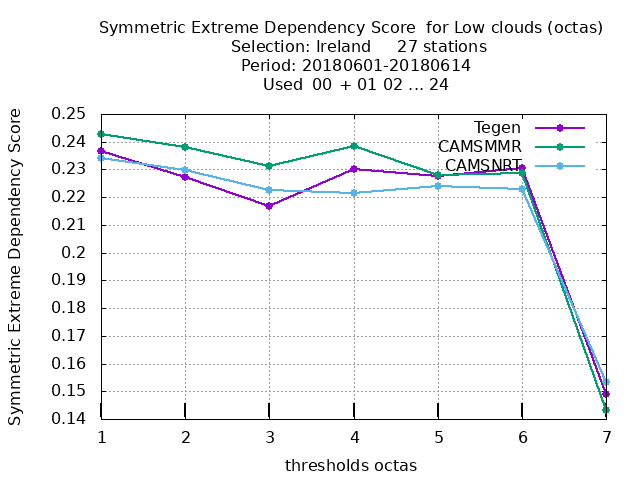 Symmetric Extreme Dependency Score  for Low clouds (octas)
Selection: Ireland     27 stations
Period: 20180601-20180614
Used  00 + 01 02 ... 24
Symmetric Extreme Dependency Score
0.25
0.24
0.23
0.22
0.21
0.2
0.19
0.18
0.17
0.16
0.15
0.14
Tegen
CAMSMMR
CAMSNRT
1 2 3 4 5 6 7
thresholds octas